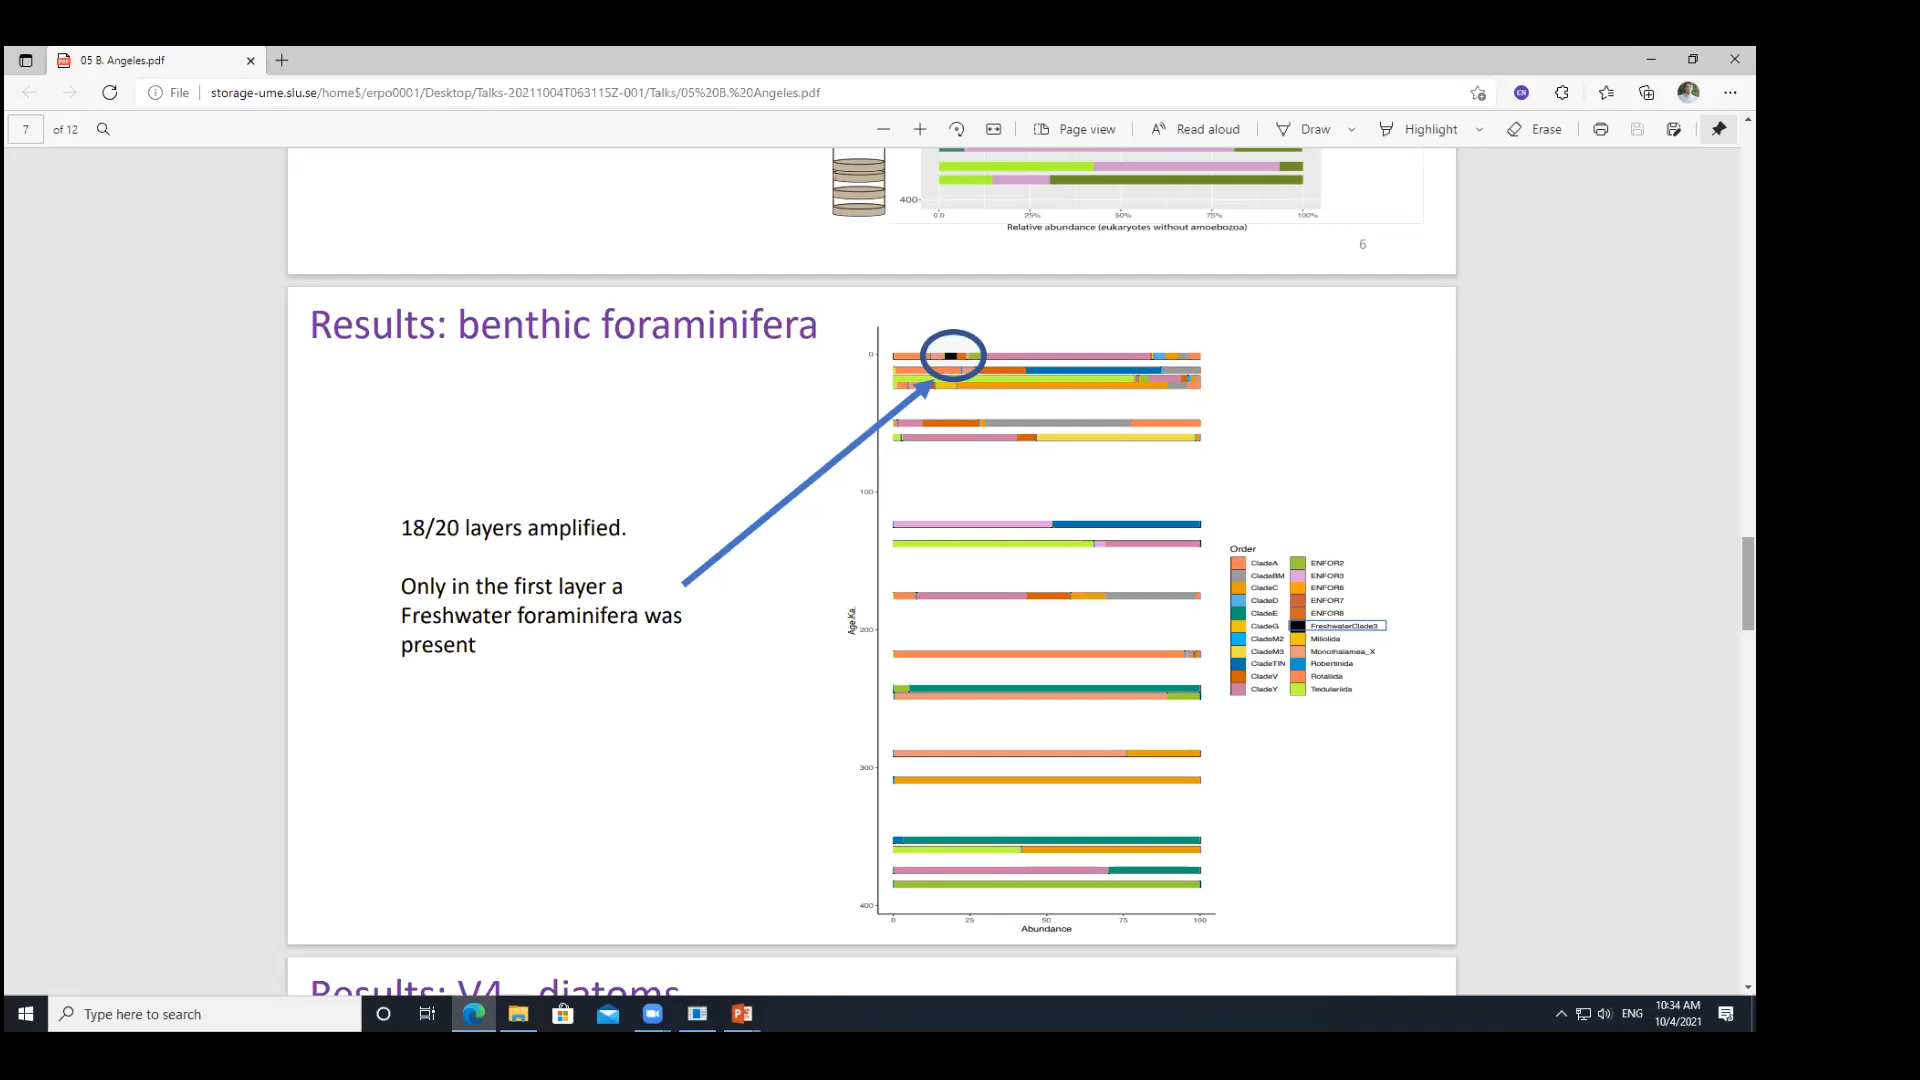 05 B. Angeles.pdf
File
storage-ume.slu.se/home$/erpo0001/Desktop/Talks-20211004T063115Z-001/Talks/05%20B.%20Angeles.pdf
EN
7 of 12
Page view
Read aloud
Draw
Highlight
Erase
400
0.0 25% 50% 75% 100%
Relative abundance (eukaryotes without amoebozoa)
6
Results: benthic foraminifera
18/20 layers amplified.
Only in the first layer a
Freshwater foraminifera was
present
0
100
200
300
400
Age.Ka.
0 25 50 75 100
Abundance
Order
CladeA ENFOR2
CladeBM ENFOR3
CladeC ENFOR6
CladeD ENFOR7
CladeE ENFOR8
CladeG FreshwaterClade3
CladeM2 Miliolida
CladeM3 Monothalamea_X
CladeTIN Robertinida
CladeV Rotaliida
CladeY Textulariida
Results: V4 - diatoms
Type here to search
ENG
10:34 AM
10/4/2021